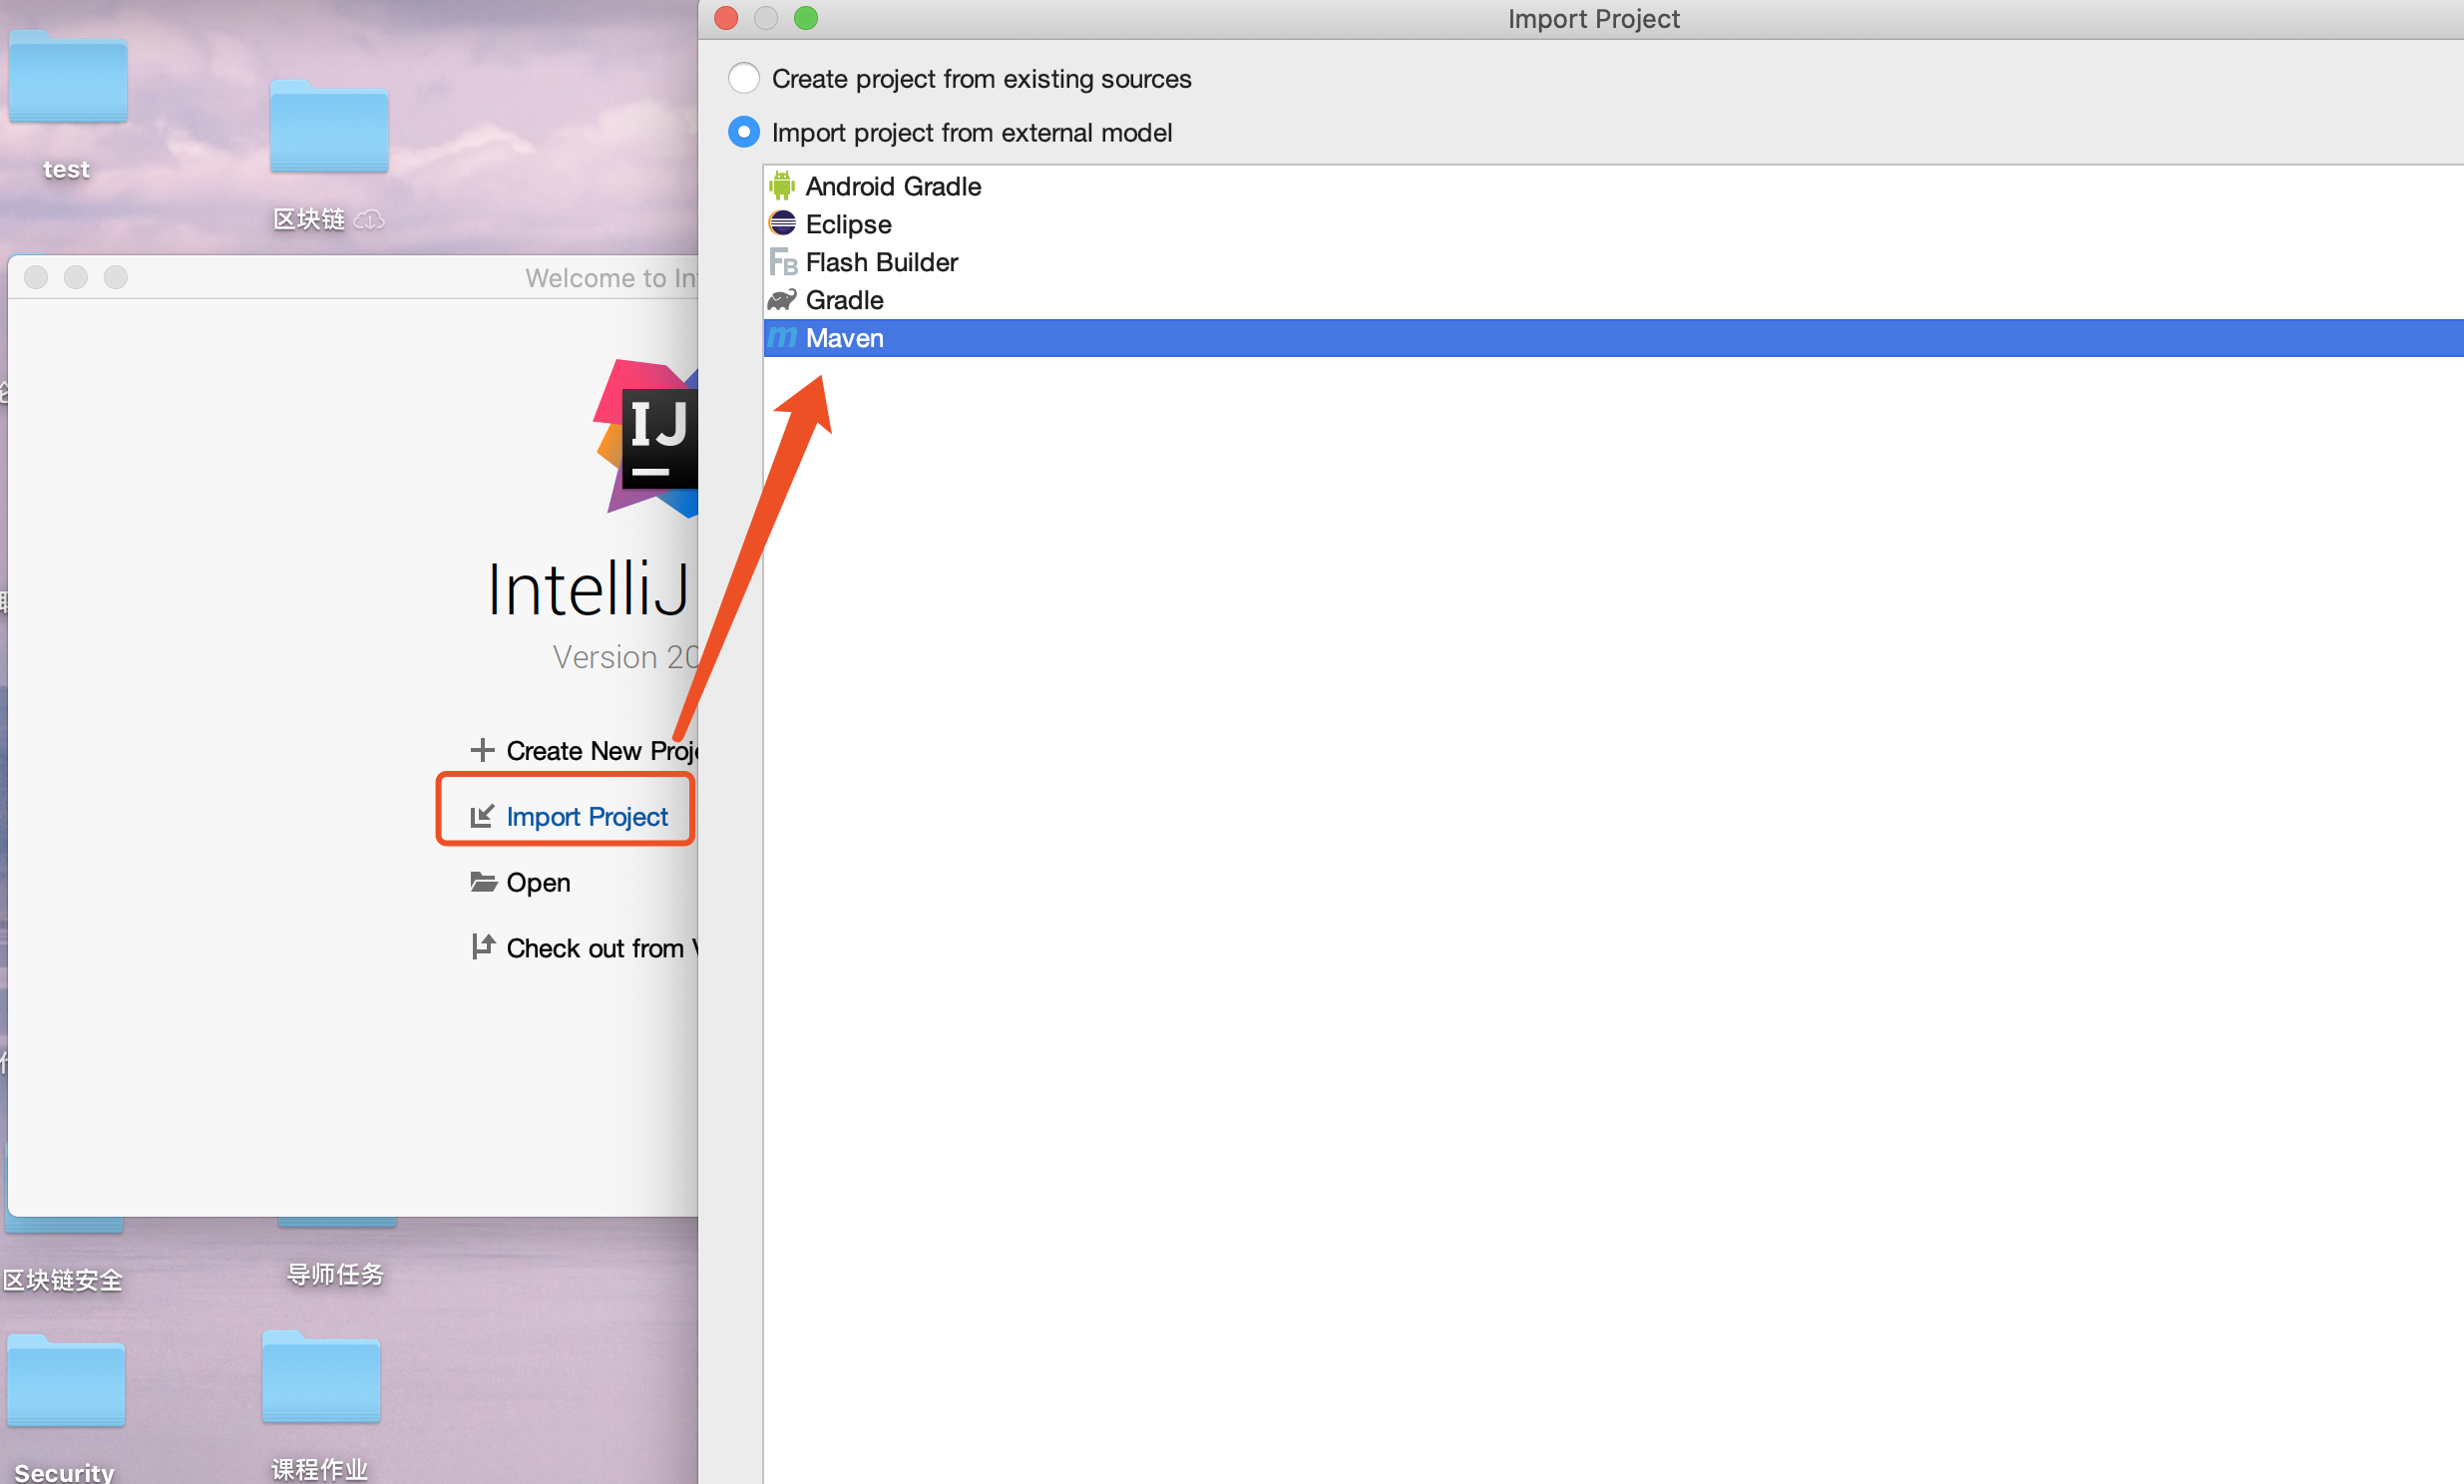 Import Project
Create project from existing sources
Import project from external model
Android Gradle
Eclipse
FB Flash Builder
Gradle
m Maven
test
区块链
Welcome to In
IJ
IntelliJ
Version 20
Create New Proje
Import Project
Open
Check out from V
区块链安全
导师任务
Security
课程作业